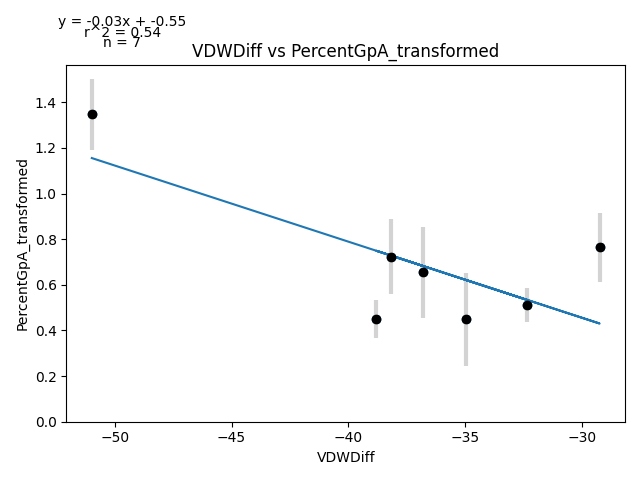 y = -0.03x + -0.55
r^2 = 0.54
n = 7
VDWDiff vs PercentGpA_transformed
PercentGpA_transformed
1.4
1.2
1.0
0.8
0.6
0.4
0.2
0.0
−50 −45 −40 −35 −30
VDWDiff